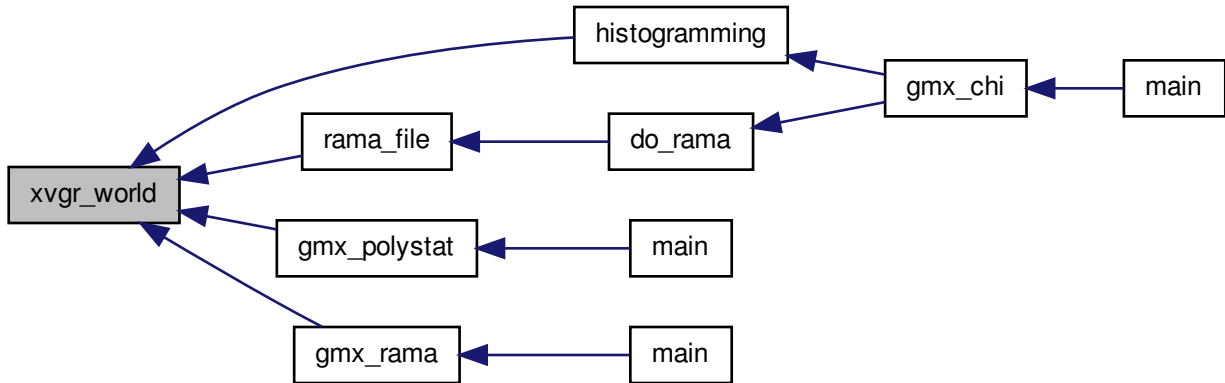 histogramming
gmx_chi
main
rama_file
do_rama
xvgr_world
gmx_polystat
main
gmx_rama
main